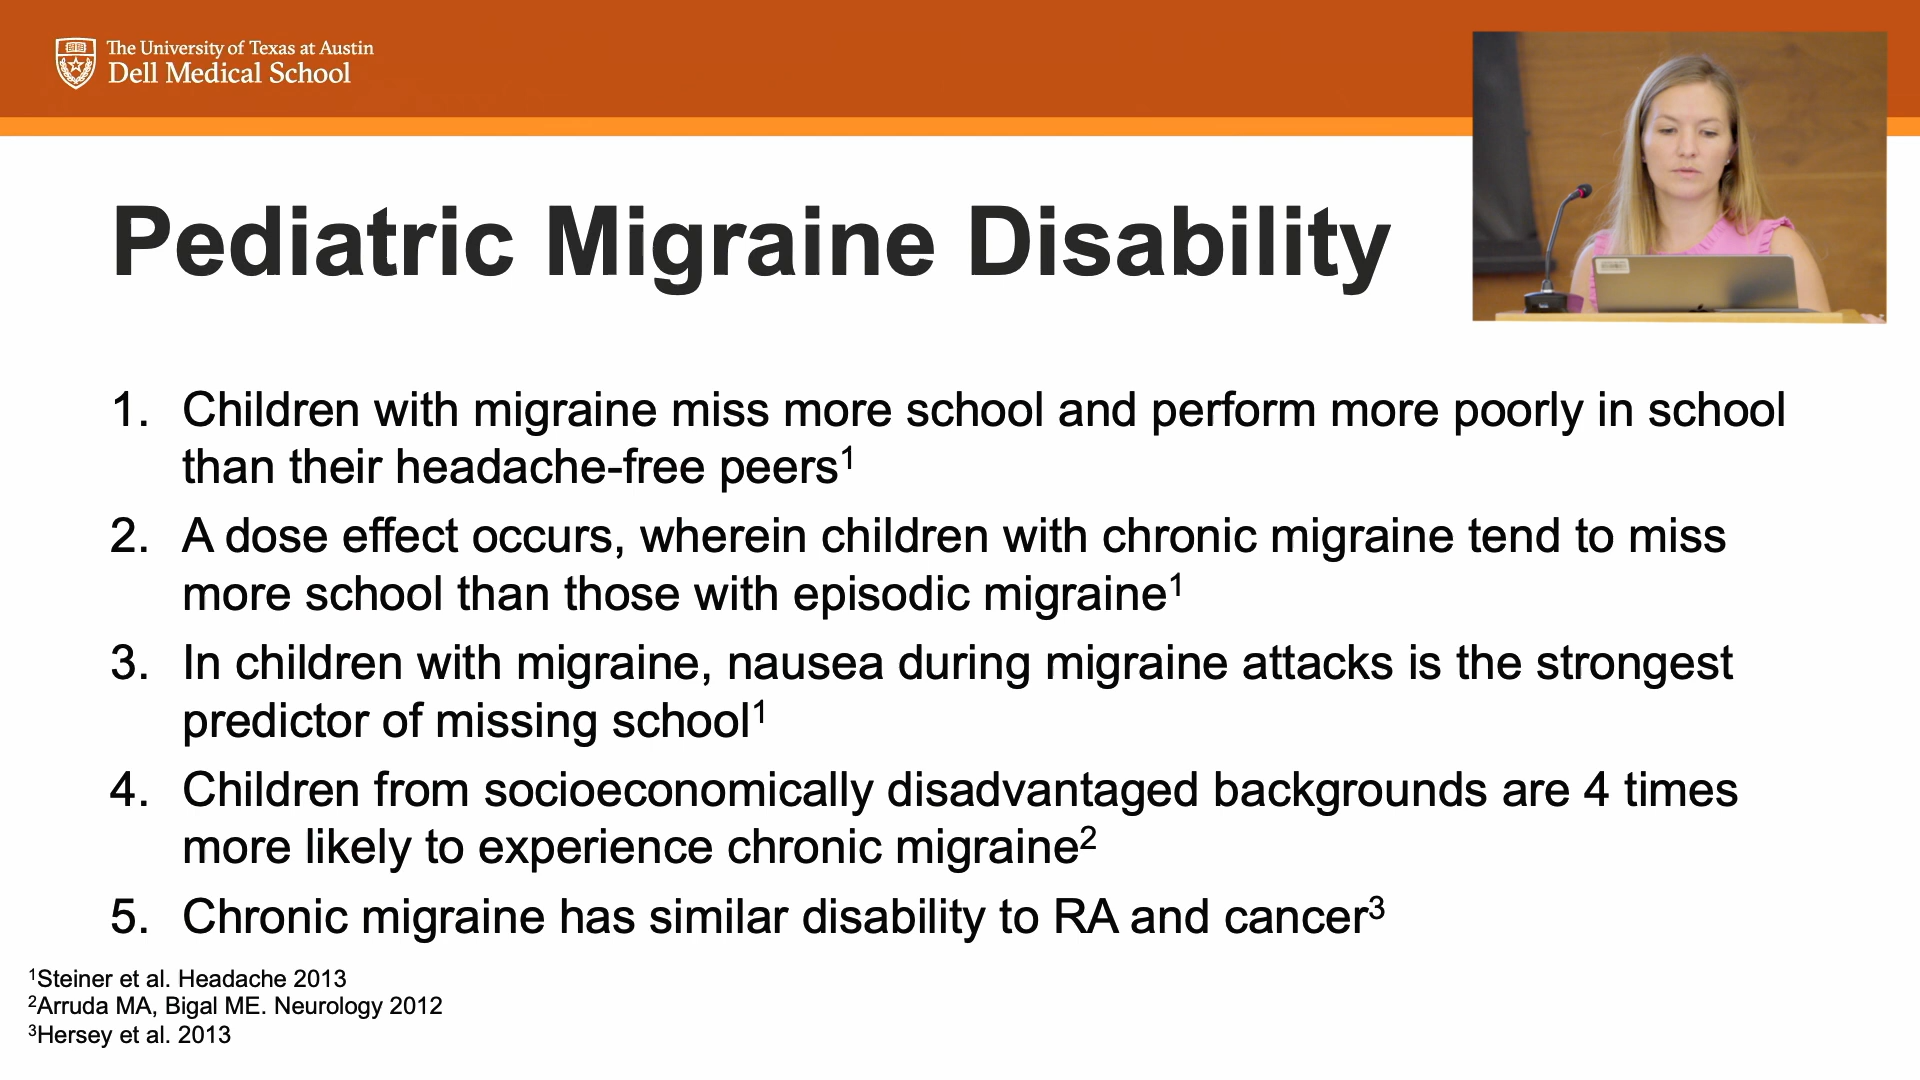 The University of Texas at Austin
Dell Medical School
Pediatric Migraine Disability
1. Children with migraine miss more school and perform more poorly in school
than their headache-free peers¹
2. A dose effect occurs, wherein children with chronic migraine tend to miss
more school than those with episodic migraine¹
3. In children with migraine, nausea during migraine attacks is the strongest
predictor of missing school¹
4. Children from socioeconomically disadvantaged backgrounds are 4 times
more likely to experience chronic migraine²
5. Chronic migraine has similar disability to RA and cancer³
¹Steiner et al. Headache 2013
²Arruda MA, Bigal ME. Neurology 2012
³Hersey et al. 2013